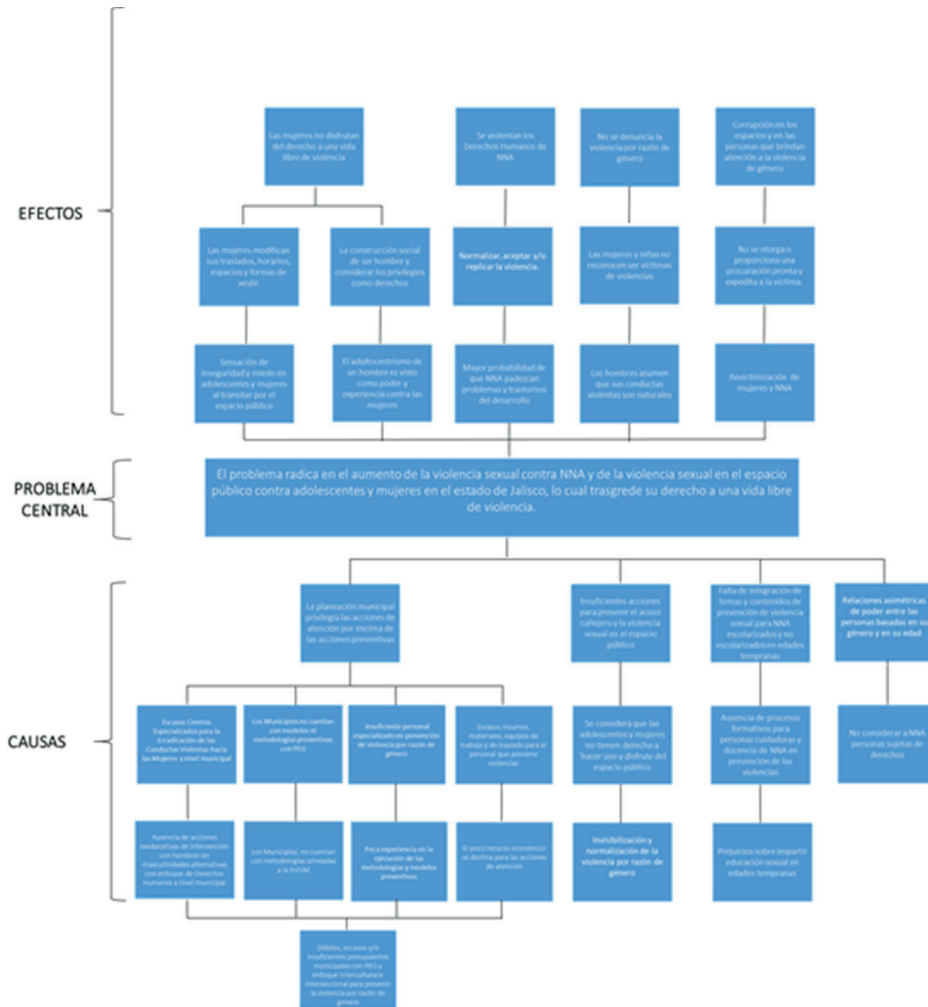 Las mujeres no disfrutan
del derecho a una vida
libre de violencia
Se violentan los
Derechos Humanos de
NNA
No se denuncia la
violencia por razón de
género
Corrupción en los
espacios y en las
personas que brindan
atención a la violencia
de género
EFECTOS
Las mujeres modifican
sus traslados, horarios,
espacios y formas de
vestir
La construcción social
de ser hombre y
considerar los privilegios
como derechos
Normalizar, aceptar y/o
replicar la violencia.
Las mujeres y niñas no
reconocen ser víctimas
de violencias
No se otorga o
proporciona una
procuración pronta y
expedita a la víctima.
Sensación de
inseguridad y miedo en
adolescentes y mujeres
al transitar por el
espacio público
El adultocentrismo de
un hombre es visto
como poder y
experiencia contra las
mujeres
Mayor probabilidad de
que NNA padezcan
problemas y trastornos
del desarrollo
Los hombres asumen
que sus conductas
violentas son naturales
Revictimización de
mujeres y NNA
PROBLEMA
CENTRAL
El problema radica en el aumento de la violencia sexual contra NNA y de la violencia sexual en el espacio
público contra adolescentes y mujeres en el estado de Jalisco, lo cual trasgrede su derecho a una vida libre
de violencia.
CAUSAS
La planeación municipal
privilegia las acciones de
atención por encima de
las acciones preventivas
Insuficientes acciones
para prevenir el acoso
callejero y la violencia
sexual en el espacio
público
Falta de integración de
temas y contenidos de
prevención de violencia
sexual para NNA
escolarizados y no
escolarizados en edades
tempranas
Relaciones asimétricas
de poder entre las
personas basadas en su
género y en su edad
Escasos Centros
Especializados para la
Erradicación de las
Conductas Violentas hacia
las Mujeres a nivel municipal
Los Municipios no cuentan
con modelos ni
metodologías preventivas
con PEG
Insuficiente personal
especializado en prevención
de violencia por razón de
género
Escasos insumos,
materiales, equipos de
trabajo y de traslado para el
personal que previene
violencias
Se considera que las
adolescentes y mujeres
no tienen derecho a
hacer uso y disfrute del
espacio público
Ausencia de procesos
formativos para
personas cuidadoras y
docencia de NNA en
prevención de las
violencias
No considerar a NNA
personas sujetas de
derechos
Ausencia de acciones
reeducativas de intervención
con hombres en
masculinidades alternativas
con enfoque de Derechos
Humanos a nivel municipal
Los Municipios no cuentan
con metodologías alineadas
a la AVGM
Poca experiencia en la
ejecución de las
metodologías y modelos
preventivos
El poco recurso económico
se destina para las acciones
de atención
Invisibilización y
normalización de la
violencia por razón de
género
Prejuicios sobre impartir
educación sexual en
edades tempranas
Débiles, escasos y/o
insuficientes presupuestos
municipales con PEG y
enfoque intercultural e
interseccional para prevenir
la violencia por razón de
género